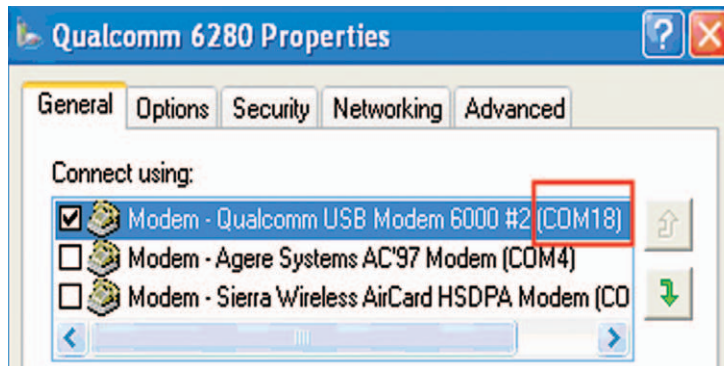 Qualcomm 6280 Properties
General Options Security Networking Advanced
Connect using:
Modem - Qualcomm USB Modem 6000 #2 (COM18)
Modem - Agere Systems AC'97 Modem (COM4)
Modem - Sierra Wireless AirCard HSDPA Modem (CO